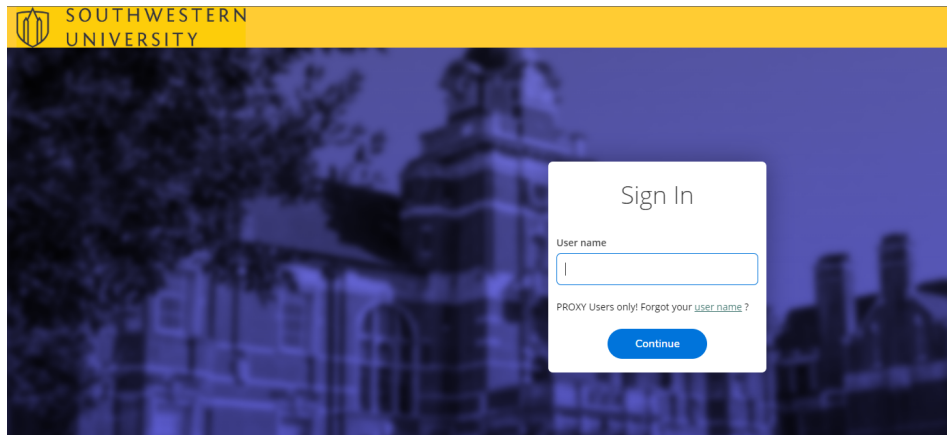 SOUTHWESTERN
UNIVERSITY
Sign In
User name
PROXY Users only! Forgot your user name ?
Continue